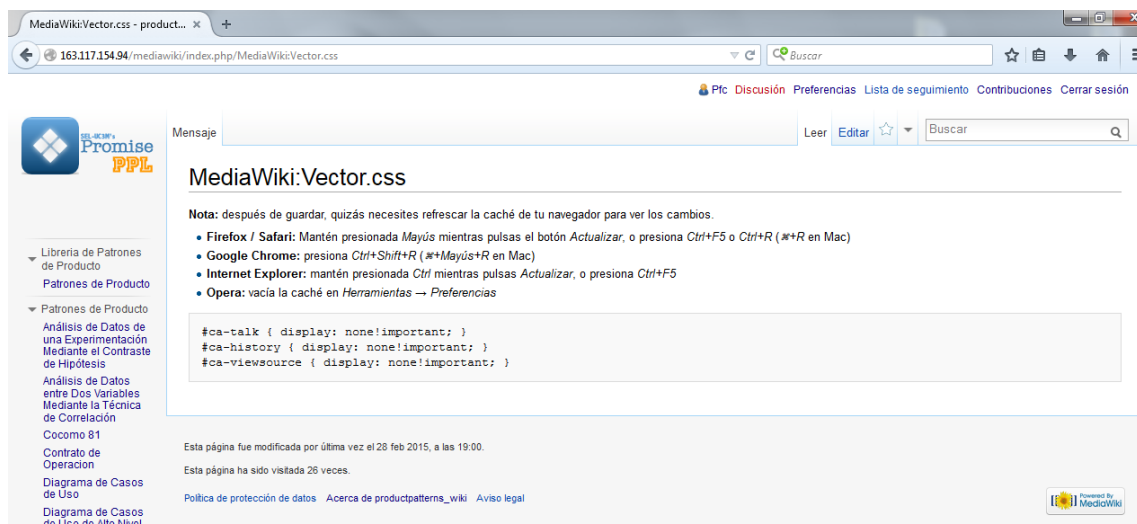 MediaWiki:Vector.css - product...
163.117.154.94/mediawiki/index.php/MediaWiki:Vector.css
Buscar
Pfc Discusión Preferencias Lista de seguimiento Contribuciones Cerrar sesión
SEL-UC3M's
Promise
PPL
Mensaje
Leer Editar
Buscar
MediaWiki:Vector.css
Nota: después de guardar, quizás necesites refrescar la caché de tu navegador para ver los cambios.
Firefox / Safari: Mantén presionada Mayús mientras pulsas el botón Actualizar, o presiona Ctrl+F5 o Ctrl+R (⌘+R en Mac)
Google Chrome: presiona Ctrl+Shift+R (⌘+Mayús+R en Mac)
Internet Explorer: mantén presionada Ctrl mientras pulsas Actualizar, o presiona Ctrl+F5
Opera: vacía la caché en Herramientas → Preferencias
#ca-talk { display: none!important; }
#ca-history { display: none!important; }
#ca-viewsource { display: none!important; }
Libreria de Patrones
de Producto
Patrones de Producto
Patrones de Producto
Análisis de Datos de
una Experimentación
Mediante el Contraste
de Hipótesis
Análisis de Datos
entre Dos Variables
Mediante la Técnica
de Correlación
Cocomo 81
Contrato de
Operacion
Diagrama de Casos
de Uso
Diagrama de Casos
de Uso de Alto Nivel
Esta página fue modificada por última vez el 28 feb 2015, a las 19:00.
Esta página ha sido visitada 26 veces.
Política de protección de datos Acerca de productpatterns_wiki Aviso legal
Powered By
MediaWiki